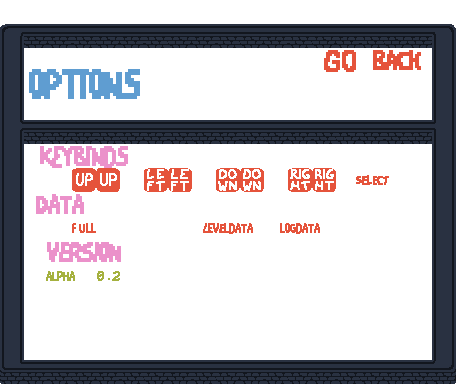 GO BACK
OPTIONS
KEYBINDS
UP UP LE FT LE FT DO WN DO WN RIG HT RIG HT SELECT
DATA
FULL LEVELDATA LOGDATA
VERSION
ALPHA 0.2